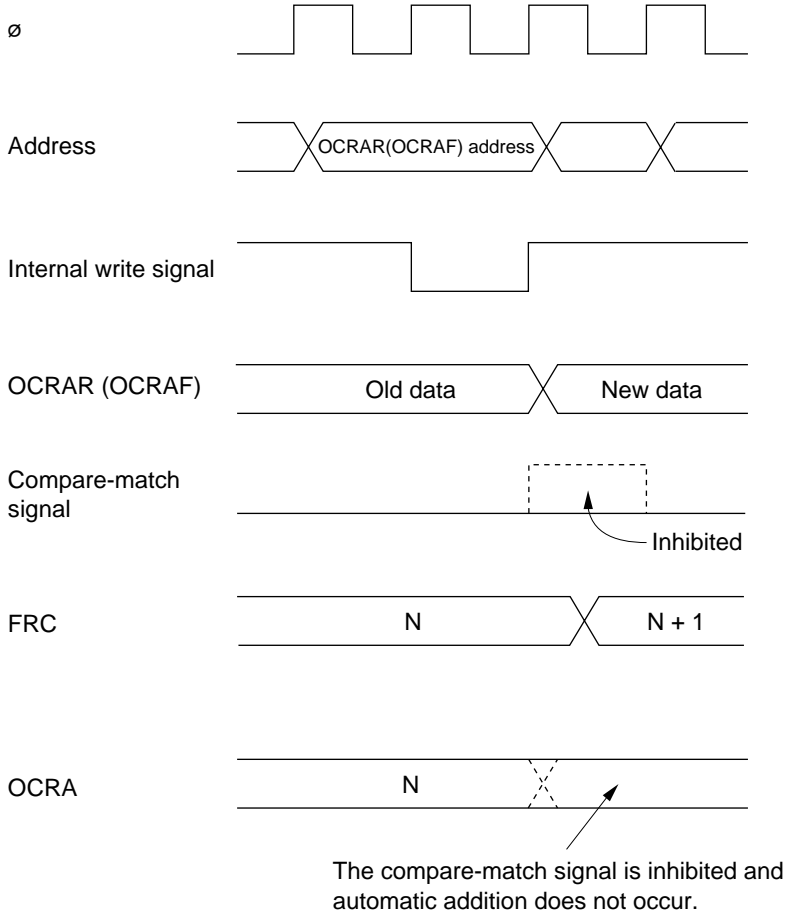 ø
Address
OCRAR(OCRAF) address
Internal write signal
OCRAR (OCRAF)
Old data
New data
Compare-match
signal
Inhibited
FRC
N
N + 1
OCRA
N
The compare-match signal is inhibited and
automatic addition does not occur.